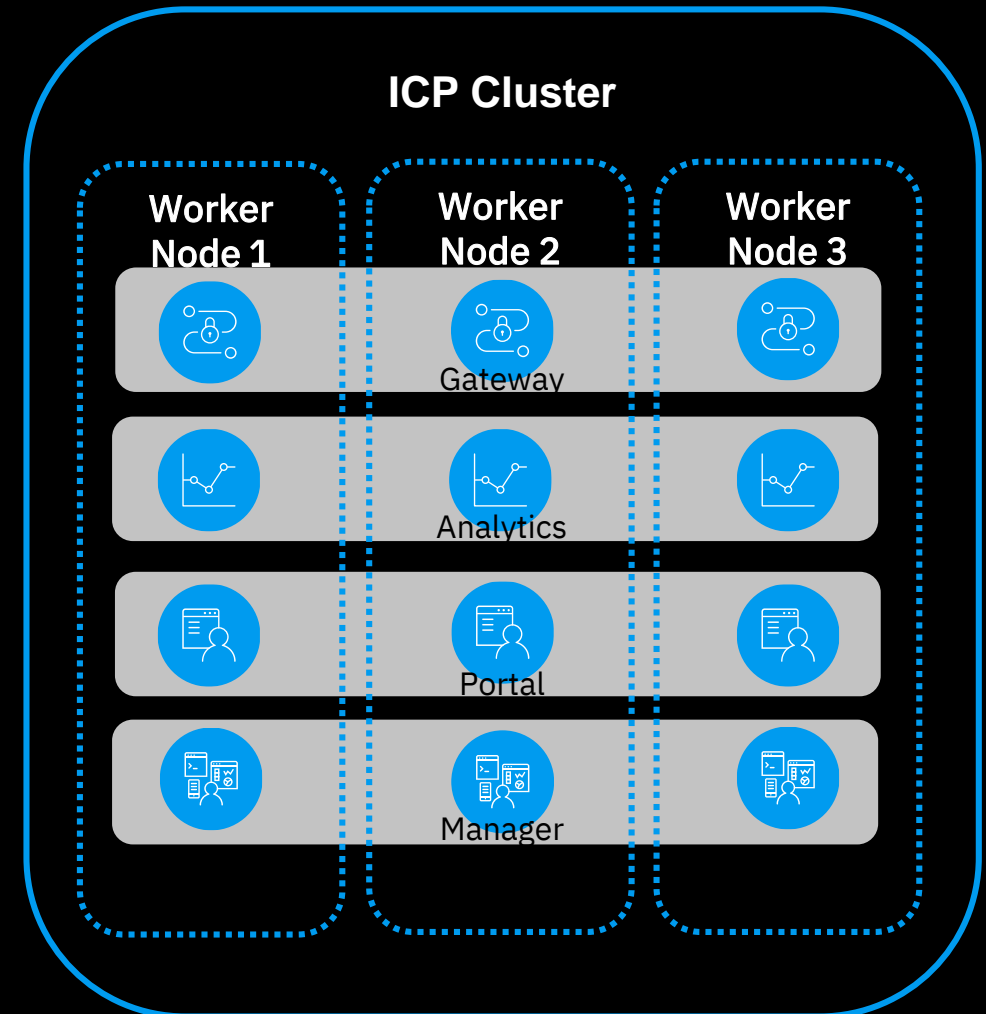 ICP Cluster
Worker
Node 1
Worker
Node 2
Worker
Node 3
Gateway
Analytics
Portal
Manager